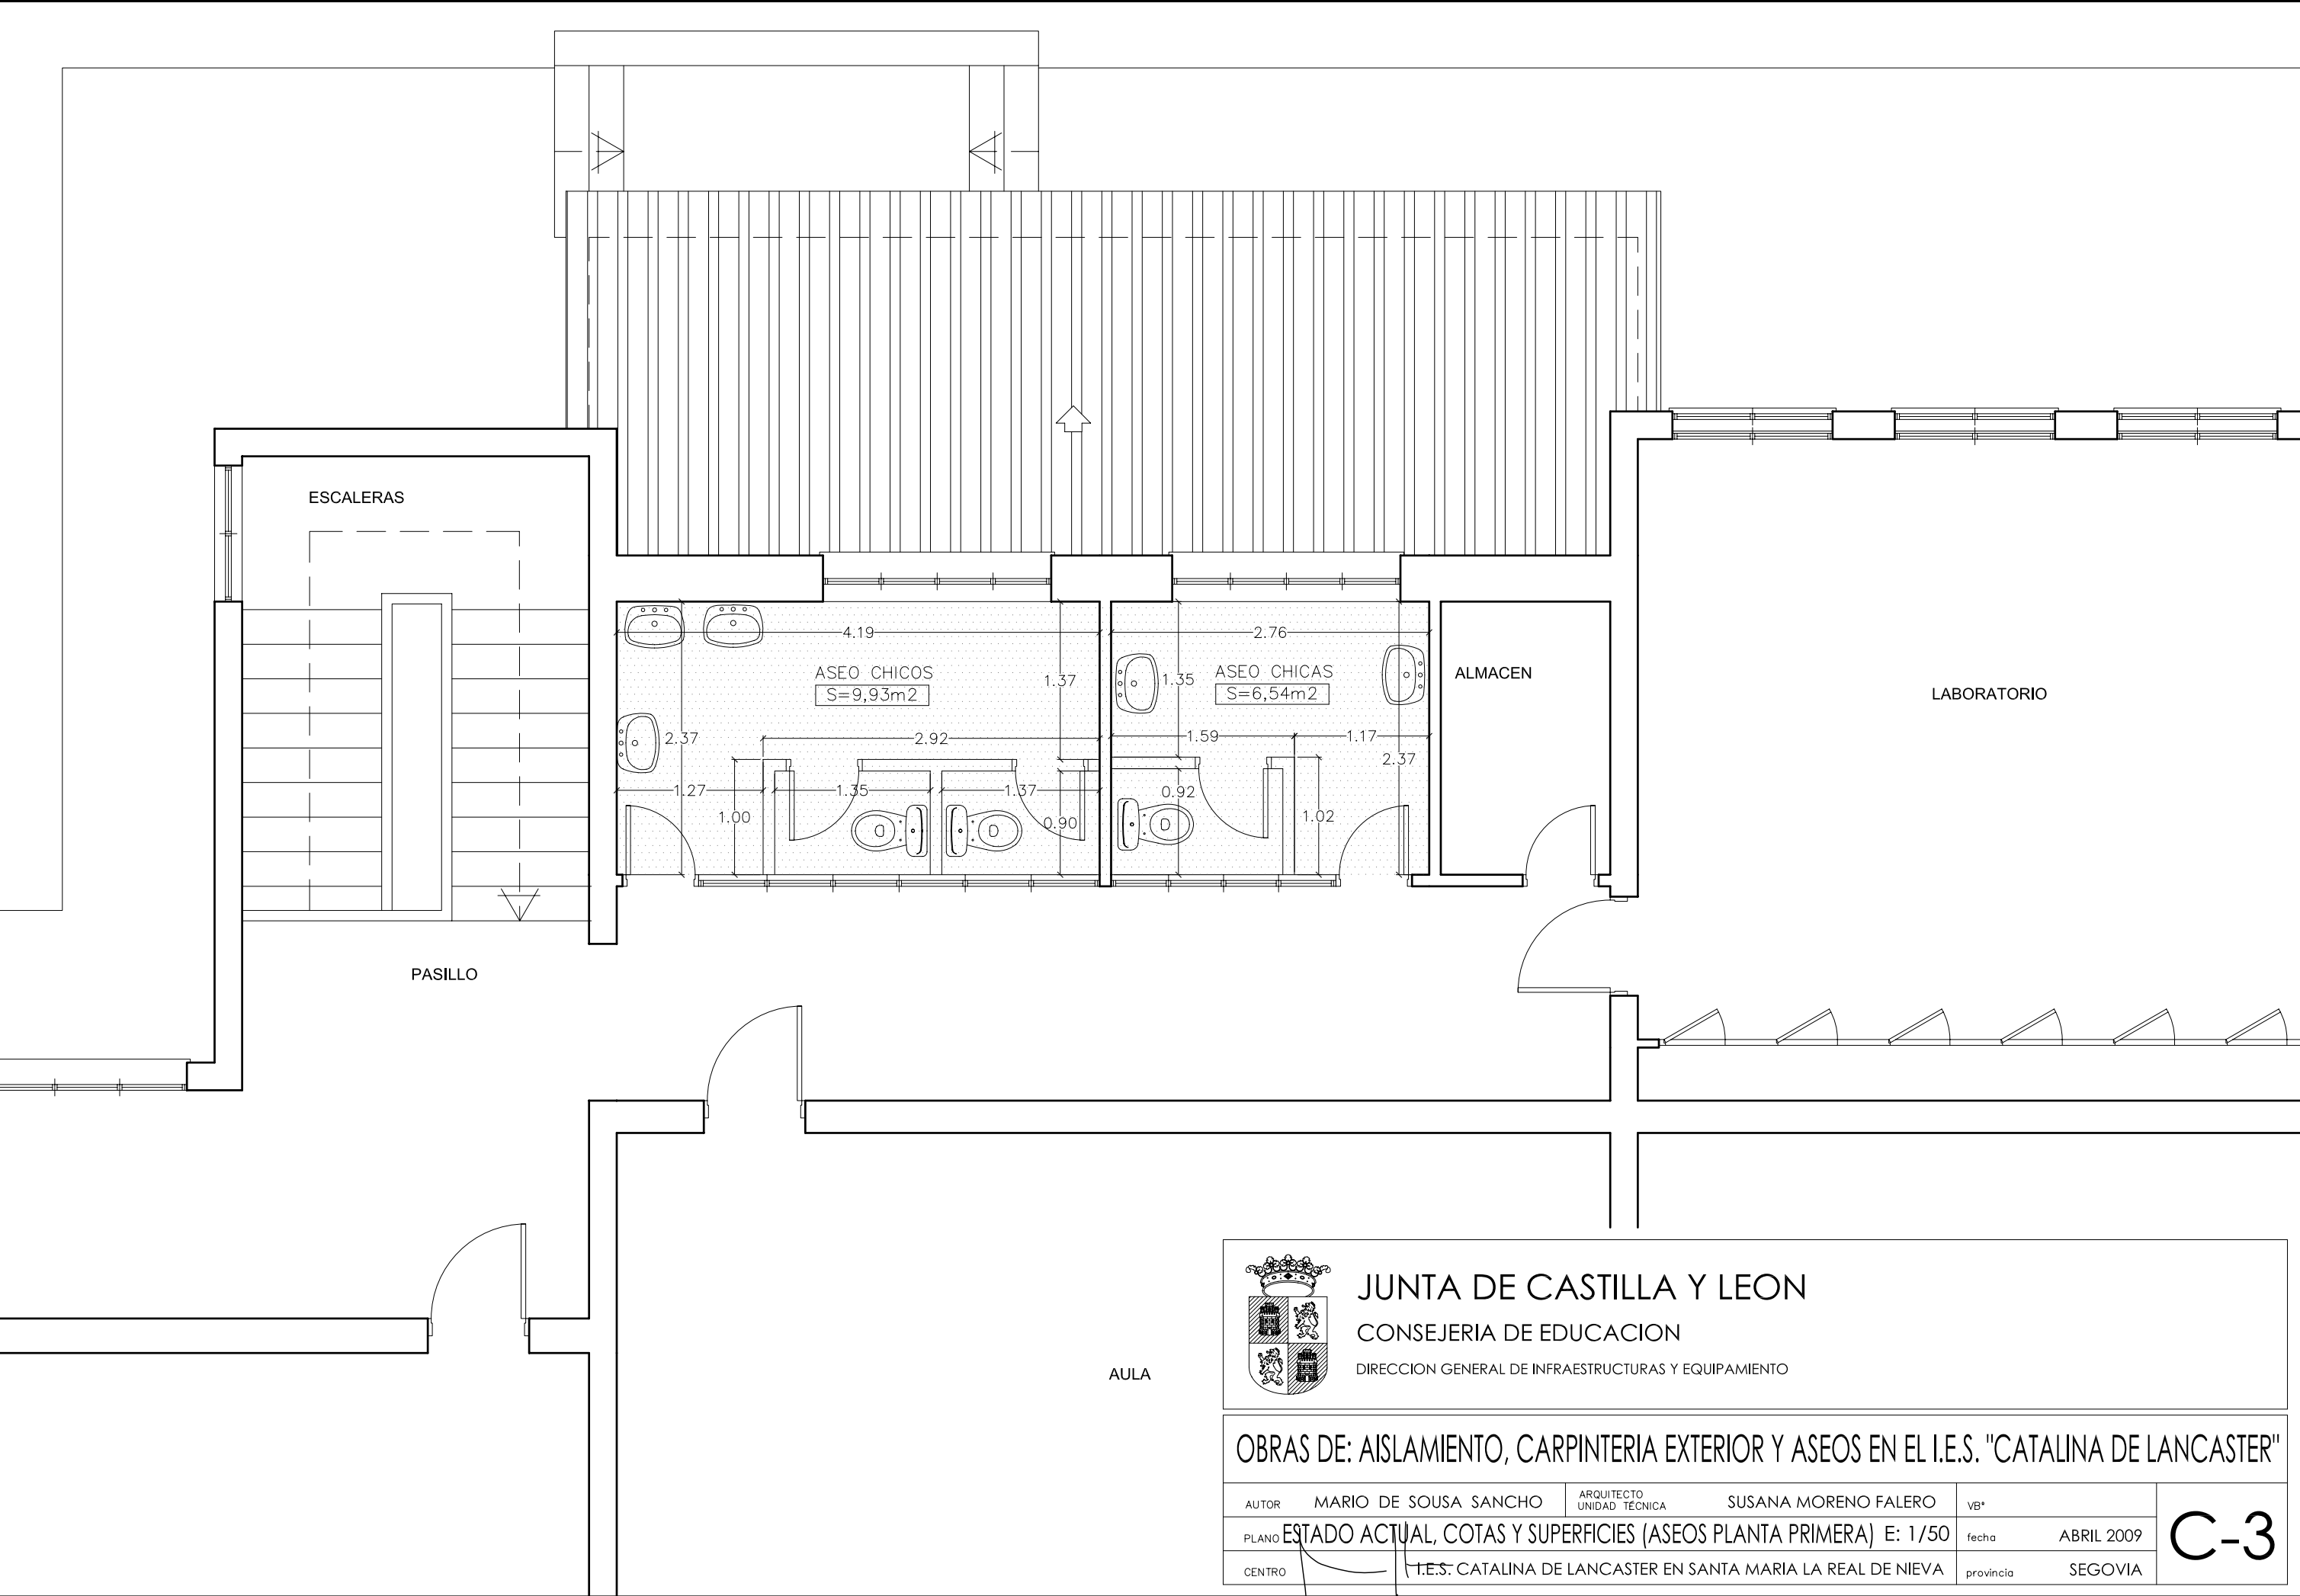 ESCALERAS
4.19
2.76
ASEO CHICOS
S=9,93m2
1.37
1.35
ASEO CHICAS
S=6,54m2
ALMACEN
LABORATORIO
2.37
2.92
1.59
1.17
2.37
1.27
1.35
1.37
0.92
1.00
0.90
1.02
PASILLO
AULA
JUNTA DE CASTILLA Y LEON
CONSEJERIA DE EDUCACION
DIRECCION GENERAL DE INFRAESTRUCTURAS Y EQUIPAMIENTO
OBRAS DE: AISLAMIENTO, CARPINTERIA EXTERIOR Y ASEOS EN EL I.E.S. "CATALINA DE LANCASTER"
AUTOR MARIO DE SOUSA SANCHO ARQUITECTO UNIDAD TÉCNICA SUSANA MORENO FALERO VBº
PLANO ESTADO ACTUAL, COTAS Y SUPERFICIES (ASEOS PLANTA PRIMERA) E: 1/50 fecha ABRIL 2009
CENTRO I.E.S. CATALINA DE LANCASTER EN SANTA MARIA LA REAL DE NIEVA provincia SEGOVIA
C-3